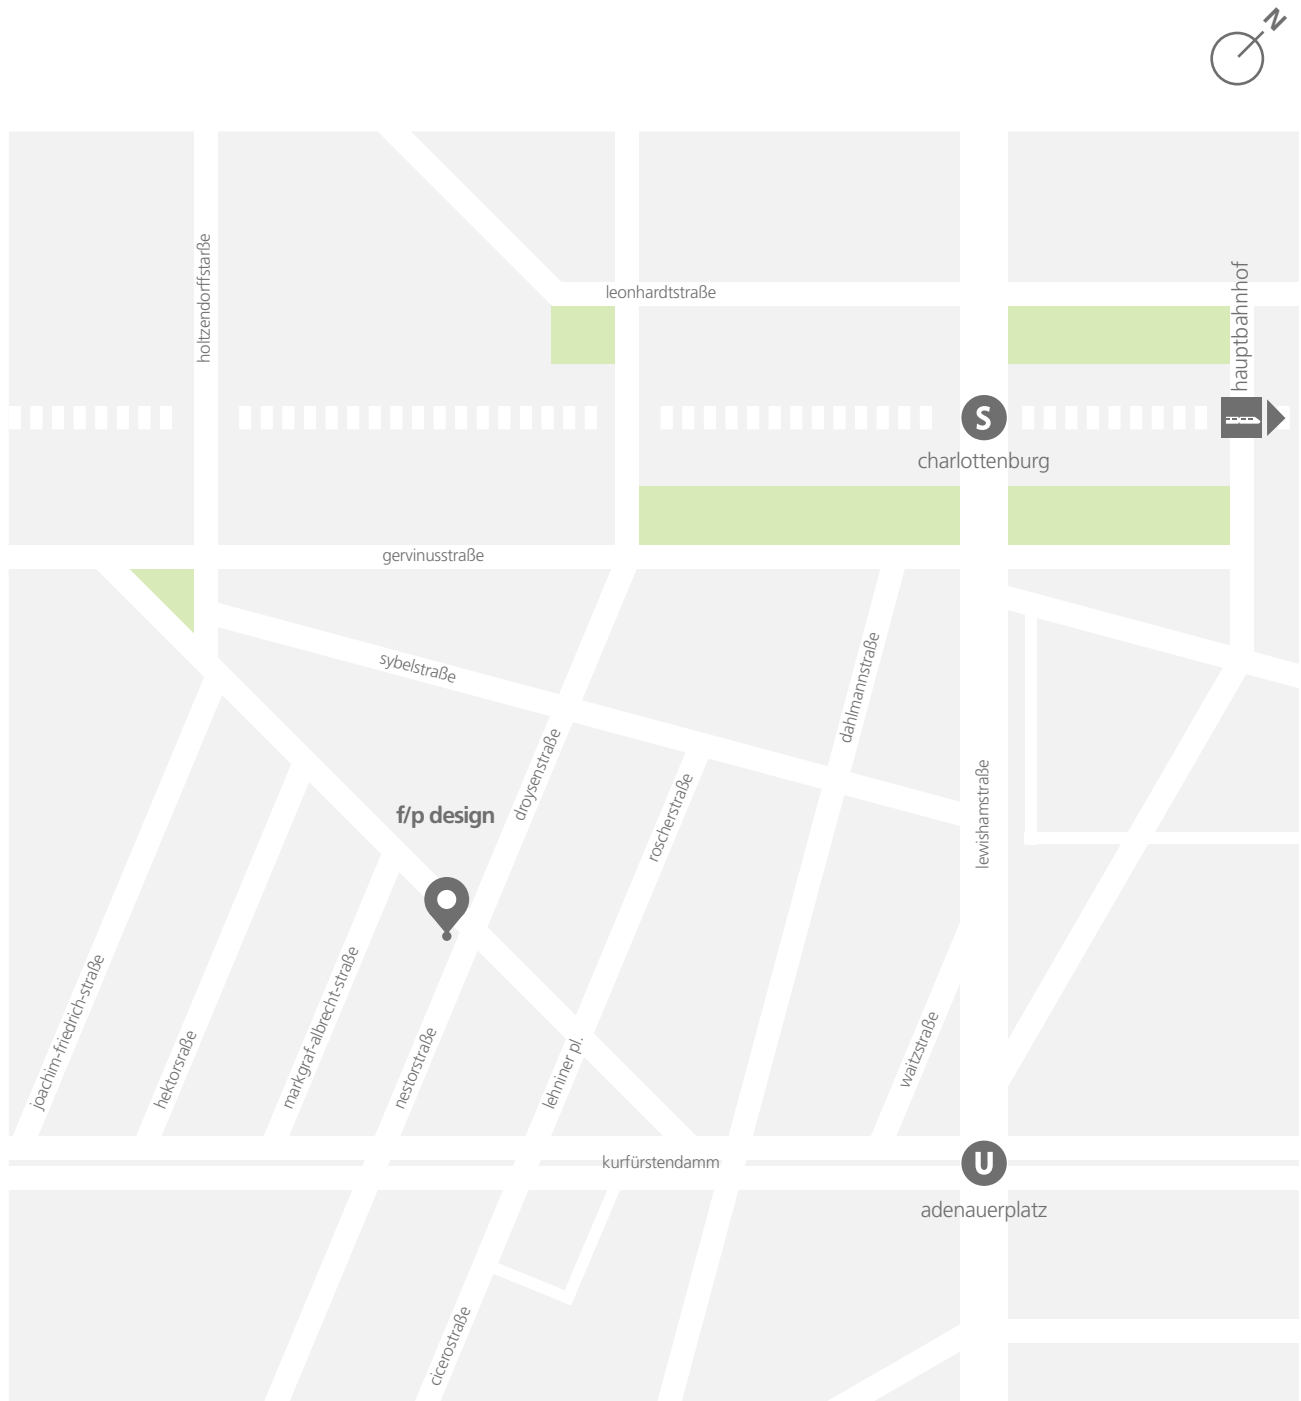 N
holtzendorffstarße
leonhardtstraße
hauptbahnhof
S
charlottenburg
gervinusstraße
sybelstraße
dahlmannstraße
droysenstraße
roscherstraße
lewishamstraße
f/p design
joachim-friedrich-straße
hektorsraße
markgraf-albrecht-straße
nestorstraße
lehniner pl.
waitzstraße
kurfürstendamm
U
adenauerplatz
cicerostraße